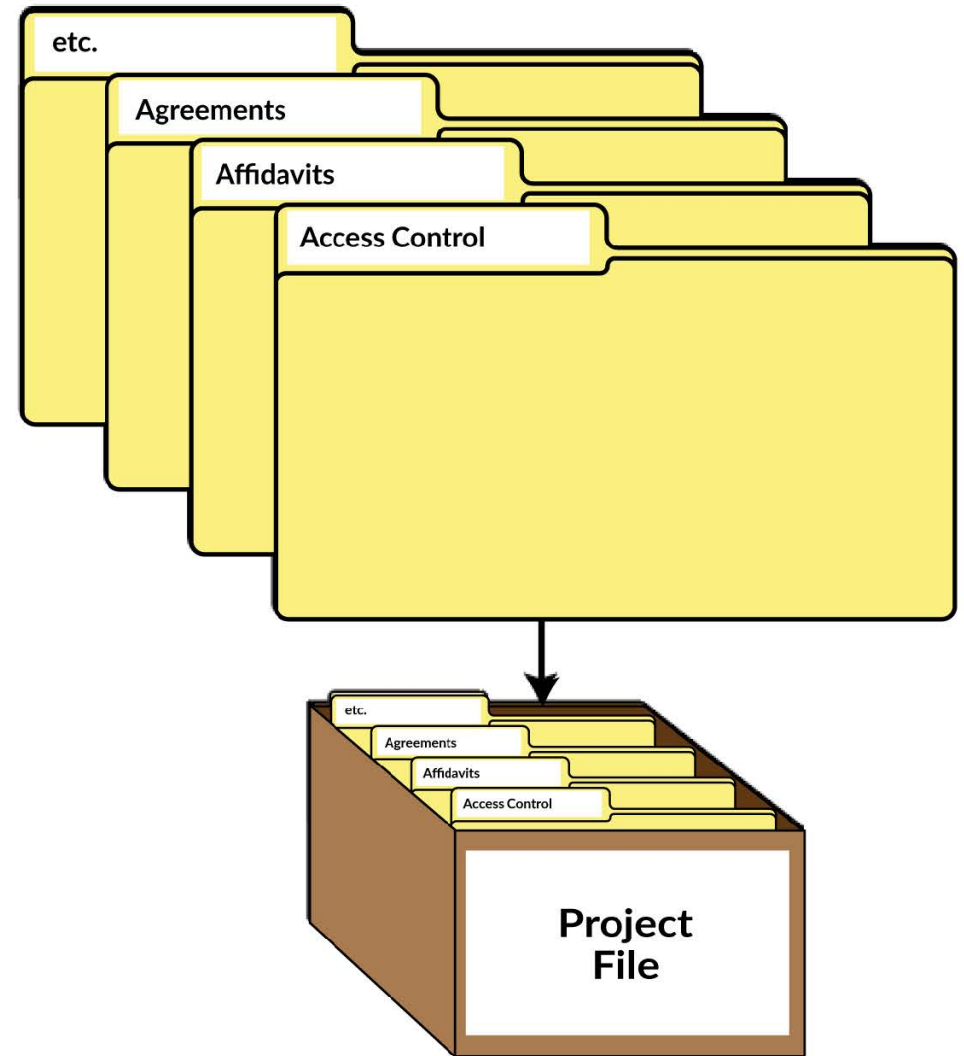 etc.
Agreements
Affidavits
Access Control
etc.
Agreements
Affidavits
Access Control
Project
File